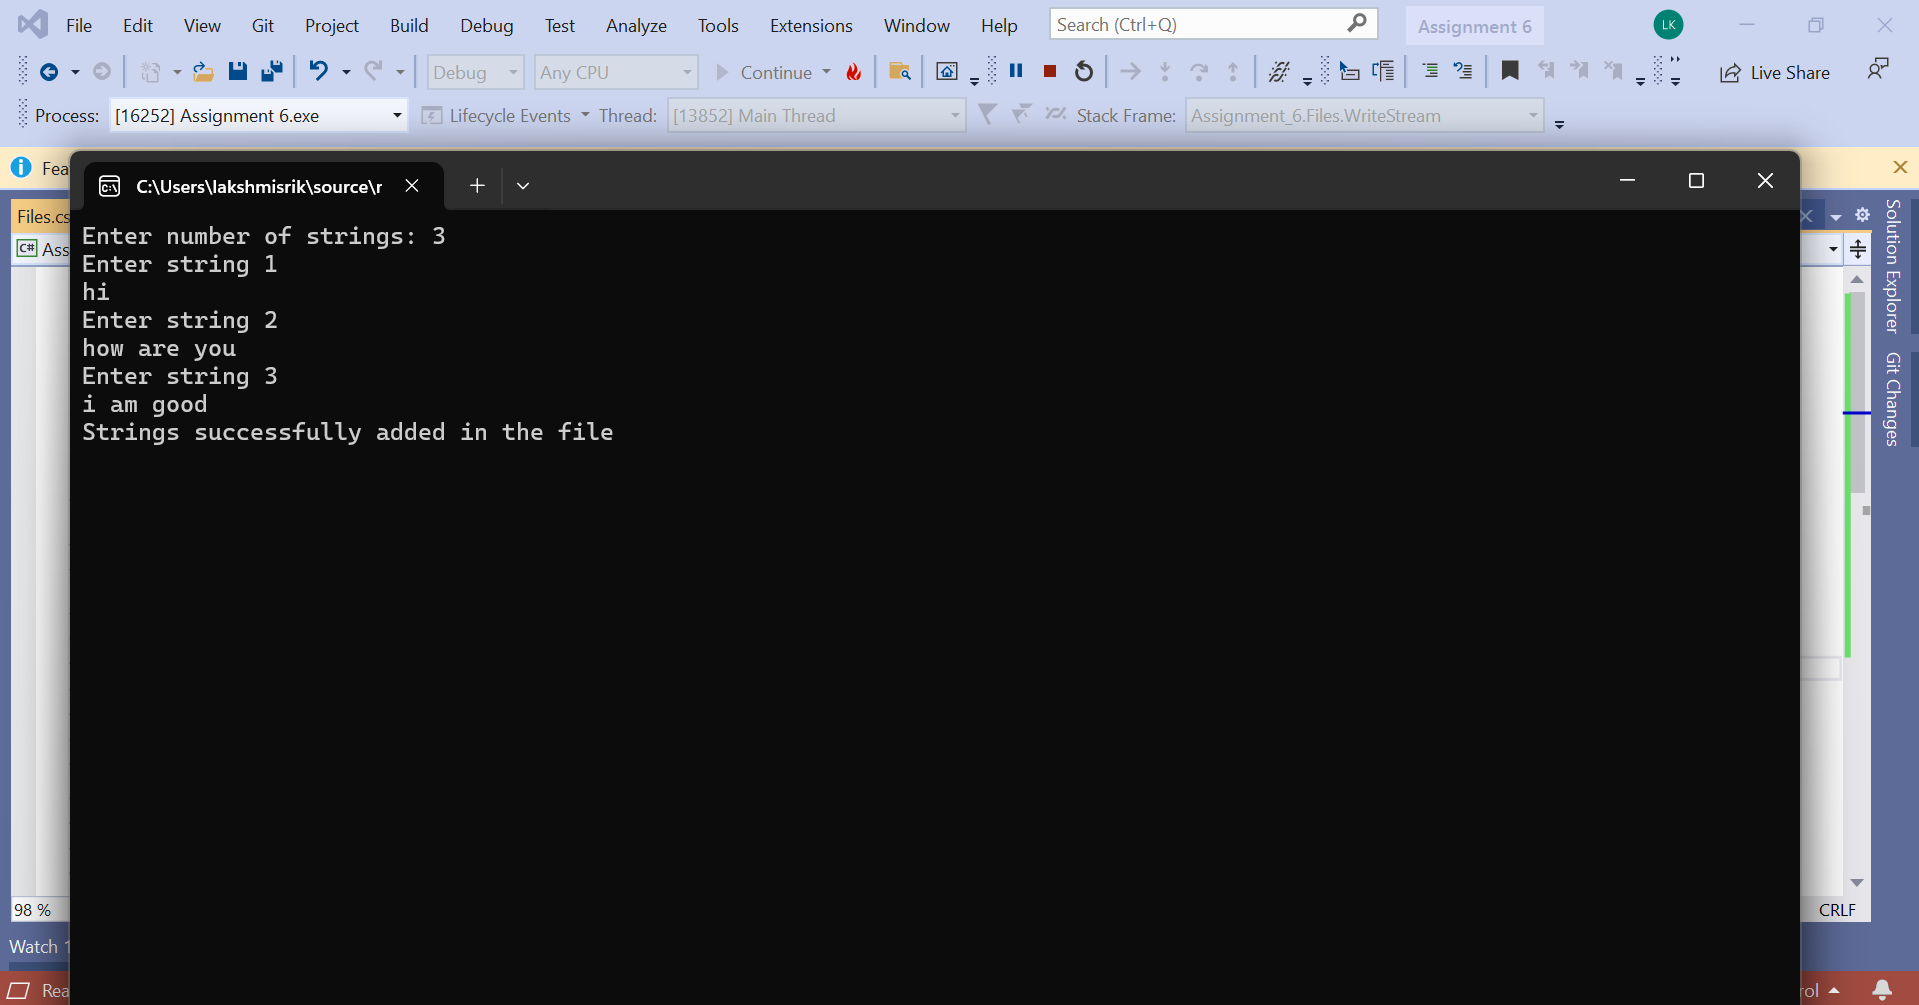 File Edit View Git Project Build Debug Test Analyze Tools Extensions Window Help Search (Ctrl+Q) Assignment 6 LK
Debug Any CPU Continue Live Share
Process: [16252] Assignment 6.exe Lifecycle Events Thread: [13852] Main Thread Stack Frame: Assignment_6.Files.WriteStream
Fea
C:\Users\lakshmisrik\source\r
Files.cs
C# Ass
Enter number of strings: 3
Enter string 1
hi
Enter string 2
how are you
Enter string 3
i am good
Strings successfully added in the file
Solution Explorer
Git Changes
98 % CRLF
Watch 1
Rea rol